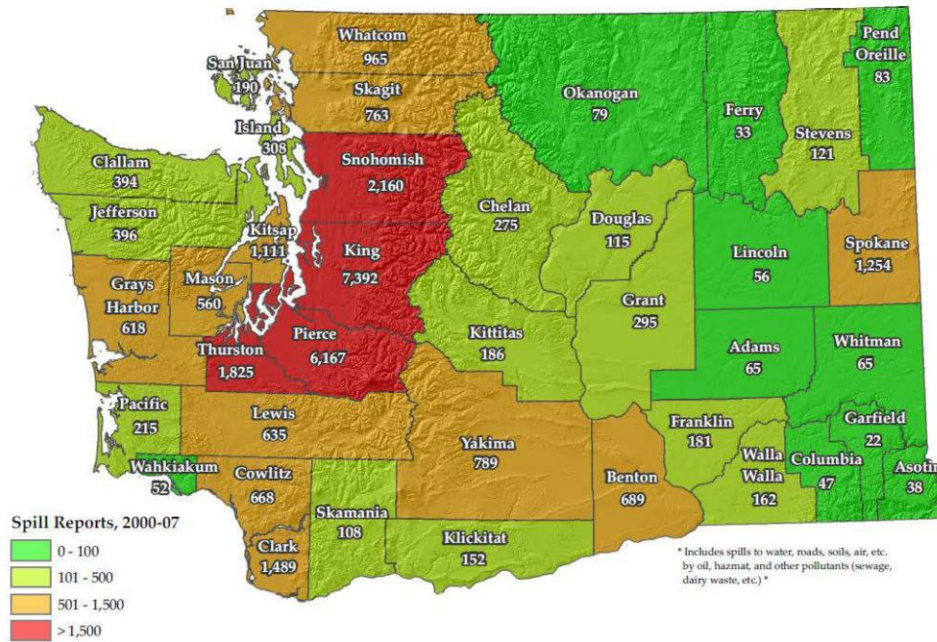 Whatcom
965
San Juan
190
Skagit
763
Island
308
Okanogan
79
Ferry
33
Stevens
121
Pend
Oreille
83
Clallam
394
Snohomish
2,160
Jefferson
396
Kitsap
1,111
King
7,392
Chelan
275
Douglas
115
Lincoln
56
Spokane
1,254
Grays
Harbor
618
Mason
560
Grant
295
Kittitas
186
Thurston
1,825
Pierce
6,167
Adams
65
Whitman
65
Pacific
215
Lewis
635
Yakima
789
Franklin
181
Garfield
22
Wahkiakum
52
Cowlitz
668
Benton
689
Walla
Walla
162
Columbia
47
Asotin
38
Skamania
108
Klickitat
152
Clark
1,489
Spill Reports, 2000-07
0 - 100
101 - 500
501 - 1,500
> 1,500
* Includes spills to water, roads, soils, air, etc.
by oil, hazmat, and other pollutants (sewage,
dairy waste, etc.) *